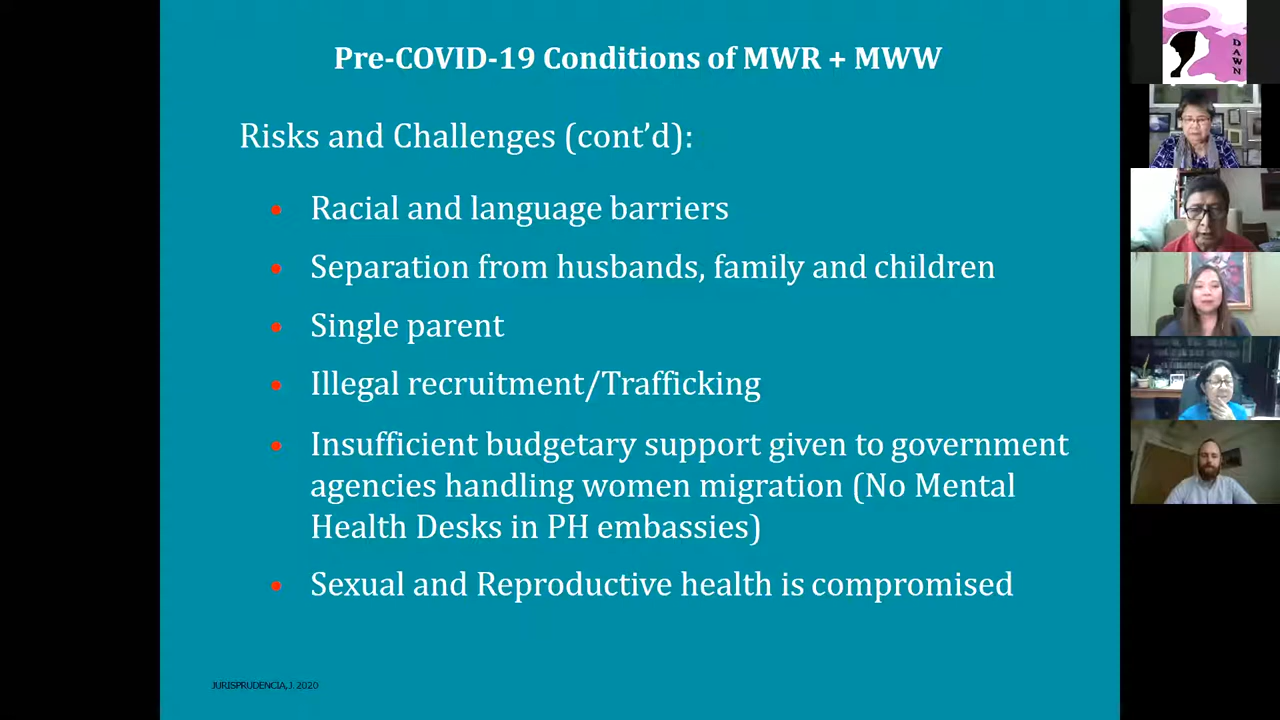 Pre-COVID-19 Conditions of MWR + MWW
Risks and Challenges (cont’d):
• Racial and language barriers
• Separation from husbands, family and children
• Single parent
• Illegal recruitment/Trafficking
• Insufficient budgetary support given to government
agencies handling women migration (No Mental
Health Desks in PH embassies)
• Sexual and Reproductive health is compromised
JURISPRUDENCIA,J. 2020
DAWN